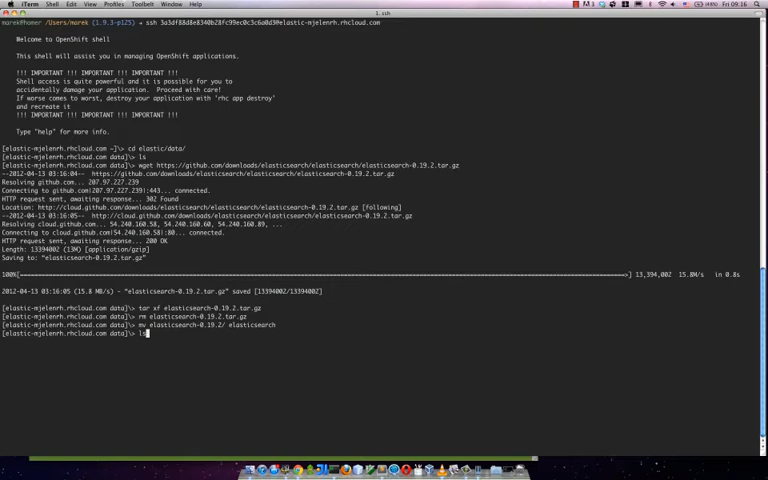 iTerm Shell Edit View Profiles Toolbelt Window Help Fri 09:16
1. ssh
marek@homer /Users/marek (1.9.3-p125) + ssh 3a3df88d8e8340b28fc99ec0c3c6a0d3@elastic-mjelenrh.rhcloud.com
Welcome to OpenShift shell
This shell will assist you in managing OpenShift applications.
!!! IMPORTANT !!! IMPORTANT !!! IMPORTANT !!!
Shell access is quite powerful and it is possible for you to
accidentally damage your application. Proceed with care!
If worse comes to worst, destroy your application with 'rhc app destroy'
and recreate it
!!! IMPORTANT !!! IMPORTANT !!! IMPORTANT !!!
Type "help" for more info.
[elastic-mjelenrh.rhcloud.com ~]\> cd elastic/data/
[elastic-mjelenrh.rhcloud.com data]\> ls
[elastic-mjelenrh.rhcloud.com data]\> wget https://github.com/downloads/elasticsearch/elasticsearch/elasticsearch-0.19.2.tar.gz
--2012-04-13 03:16:04-- https://github.com/downloads/elasticsearch/elasticsearch/elasticsearch-0.19.2.tar.gz
Resolving github.com... 207.97.227.239
Connecting to github.com|207.97.227.239|:443... connected.
HTTP request sent, awaiting response... 302 Found
Location: http://cloud.github.com/downloads/elasticsearch/elasticsearch/elasticsearch-0.19.2.tar.gz [following]
--2012-04-13 03:16:05-- http://cloud.github.com/downloads/elasticsearch/elasticsearch/elasticsearch-0.19.2.tar.gz
Resolving cloud.github.com... 54.240.160.58, 54.240.160.60, 54.240.160.89, ...
Connecting to cloud.github.com|54.240.160.58|:80... connected.
HTTP request sent, awaiting response... 200 OK
Length: 13394002 (13M) [application/gzip]
Saving to: "elasticsearch-0.19.2.tar.gz"
100%[=====================================================================>] 13,394,002 15.8M/s in 0.8s
2012-04-13 03:16:05 (15.8 MB/s) - "elasticsearch-0.19.2.tar.gz" saved [13394002/13394002]
[elastic-mjelenrh.rhcloud.com data]\> tar xf elasticsearch-0.19.2.tar.gz
[elastic-mjelenrh.rhcloud.com data]\> rm elasticsearch-0.19.2.tar.gz
[elastic-mjelenrh.rhcloud.com data]\> mv elasticsearch-0.19.2/ elasticsearch
[elastic-mjelenrh.rhcloud.com data]\> ls